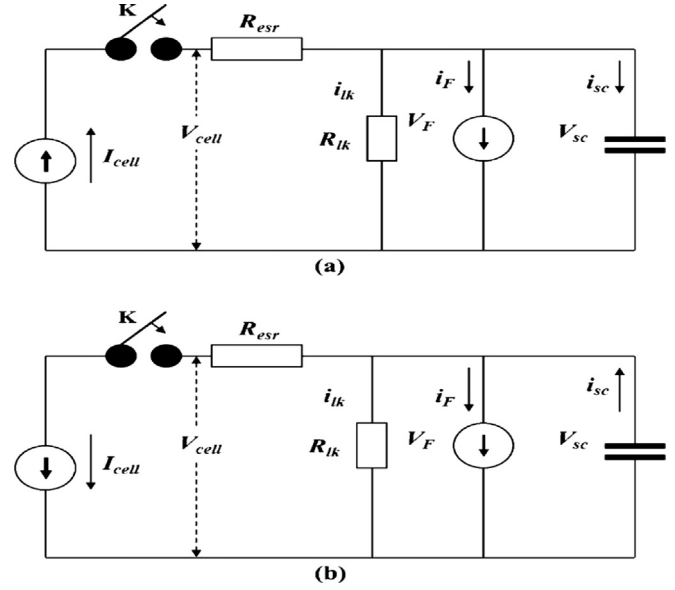 K
R_esr
i_lk
i_F
i_sc
I_cell
V_cell
R_lk
V_F
V_sc
(a)
K
R_esr
i_lk
i_F
i_sc
I_cell
V_cell
R_lk
V_F
V_sc
(b)